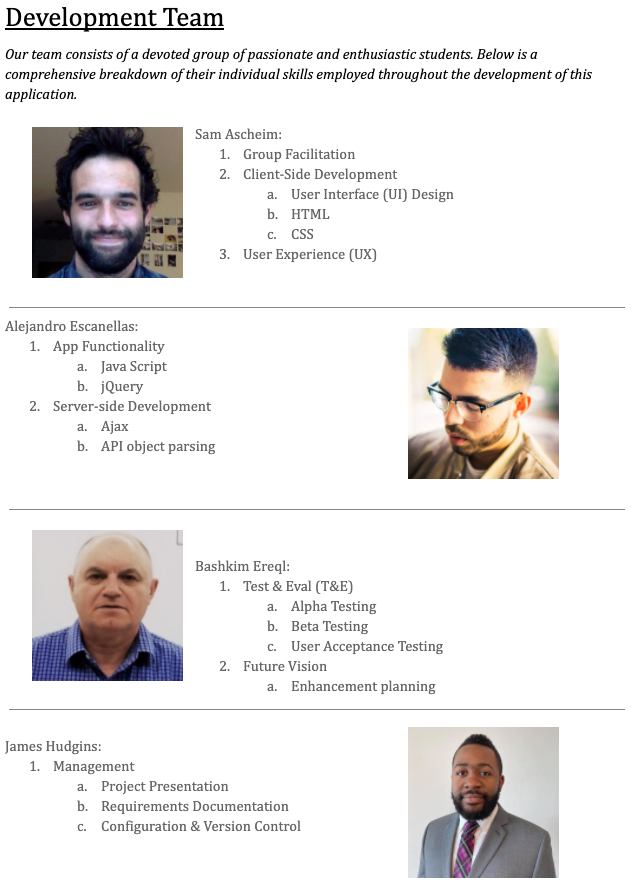 Development Team
Our team consists of a devoted group of passionate and enthusiastic students. Below is a
comprehensive breakdown of their individual skills employed throughout the development of this
application.
Sam Ascheim:
1. Group Facilitation
2. Client-Side Development
a. User Interface (UI) Design
b. HTML
c. CSS
3. User Experience (UX)
Alejandro Escanellas:
1. App Functionality
a. Java Script
b. jQuery
2. Server-side Development
a. Ajax
b. API object parsing
Bashkim Ereql:
1. Test & Eval (T&E)
a. Alpha Testing
b. Beta Testing
c. User Acceptance Testing
2. Future Vision
a. Enhancement planning
James Hudgins:
1. Management
a. Project Presentation
b. Requirements Documentation
c. Configuration & Version Control